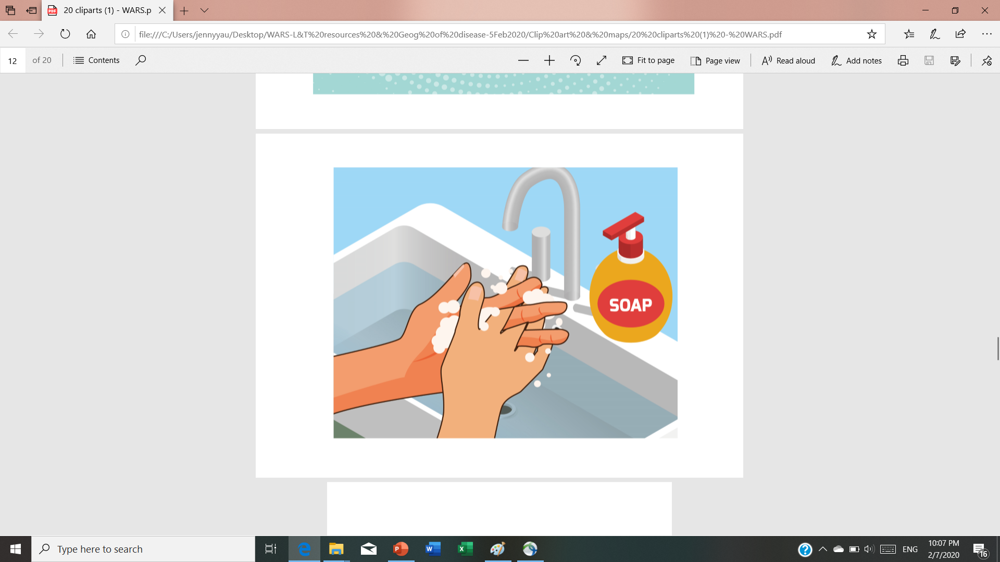 20 cliparts (1) - WARS.p
file:///C:/Users/jennyyau/Desktop/WARS-L&T%20resources%20&%20Geog%20of%20disease-5Feb2020/Clip%20art%20&%20maps/20%20cliparts%20(1)%20-%20WARS.pdf
12 of 20 Contents Fit to page Page view Read aloud Add notes
SOAP
Type here to search
ENG
10:07 PM
2/7/2020
16